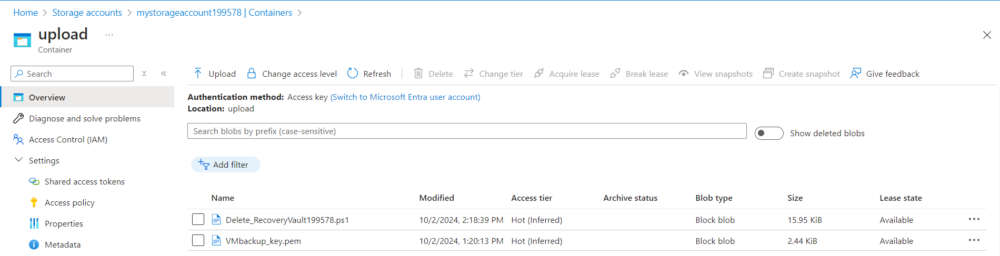 Home > Storage accounts > mystorageaccount199578 | Containers >
upload ...
Container
Search
Overview
Diagnose and solve problems
Access Control (IAM)
Settings
Shared access tokens
Access policy
Properties
Metadata
Upload Change access level Refresh Delete Change tier Acquire lease Break lease View snapshots Create snapshot Give feedback
Authentication method: Access key (Switch to Microsoft Entra user account)
Location: upload
Search blobs by prefix (case-sensitive)
Show deleted blobs
Add filter
Name Modified Access tier Archive status Blob type Size Lease state
Delete_RecoveryVault199578.ps1 10/2/2024, 2:18:39 PM Hot (Inferred) Block blob 15.95 KiB Available ...
VMbackup_key.pem 10/2/2024, 1:20:13 PM Hot (Inferred) Block blob 2.44 KiB Available ...